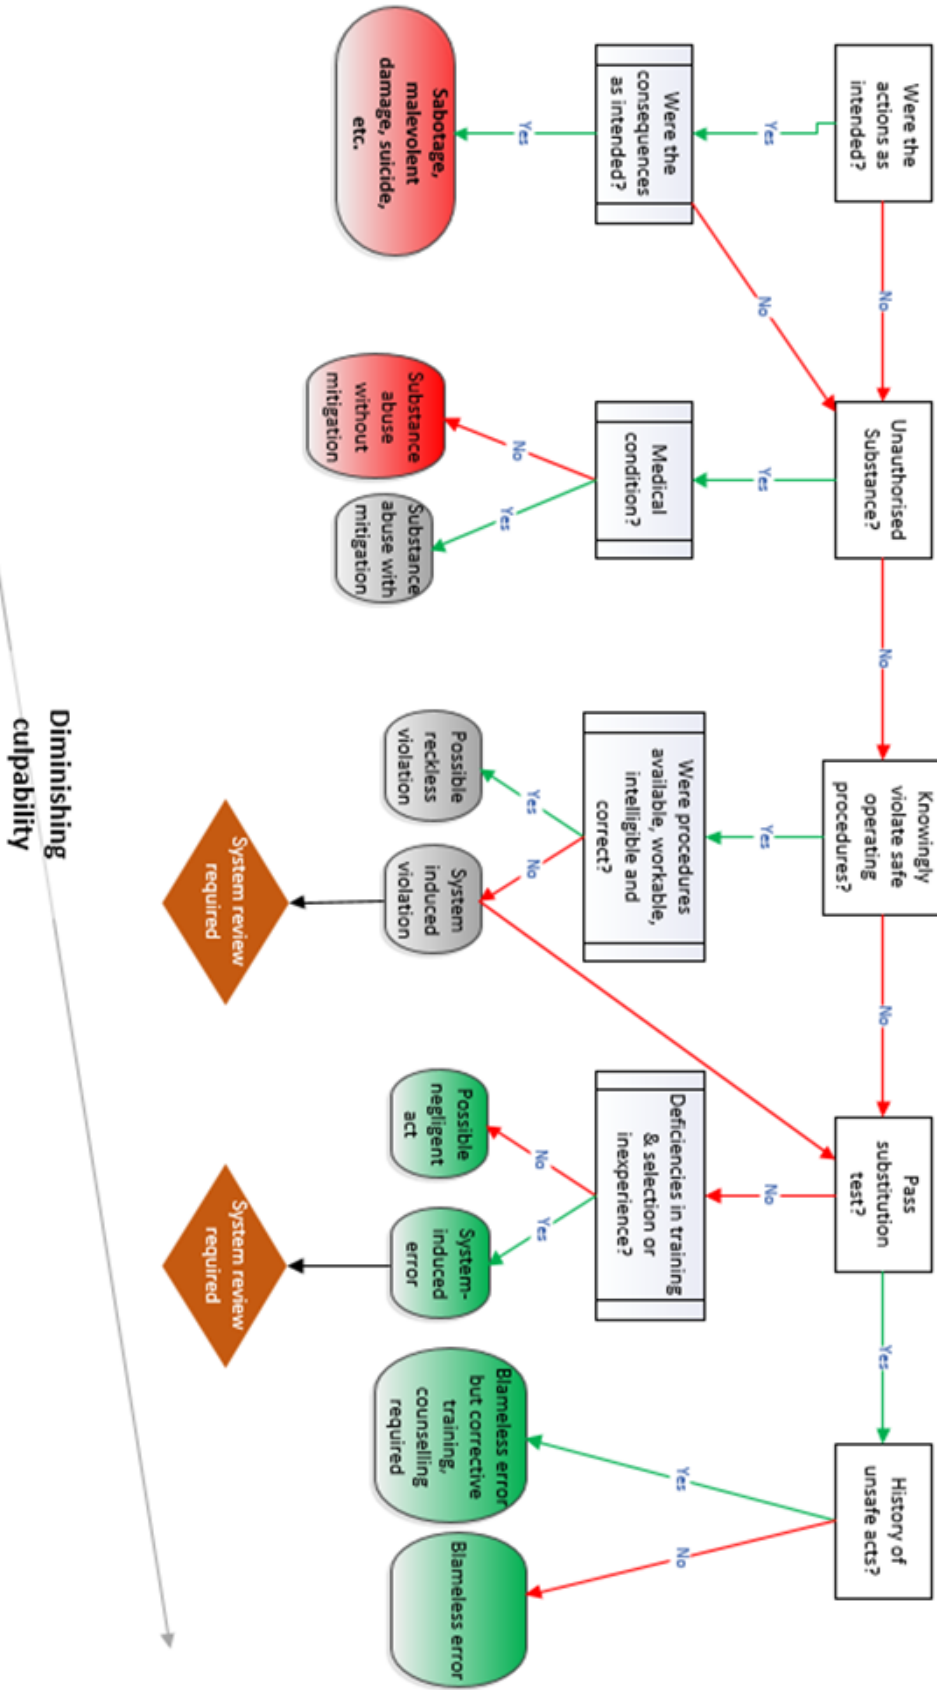 Were the
actions as
intended?
No
Unauthorised
Substance?
No
Knowingly
violate safe
operating
procedures?
No
Pass
substitution
test?
Yes
History of
unsafe acts?
Yes
No
Yes
Yes
No
Yes
No
Were the
consequences
as intended?
Medical
condition?
Were procedures
available, workable,
intelligible and
correct?
Deficiencies in training
& selection or
inexperience?
Yes
No
Yes
Yes
No
No
Yes
Sabotage,
malevolent
damage, suicide,
etc.
Substance
abuse
without
mitigation
Substance
abuse with
mitigation
Possible
reckless
violation
System
induced
violation
Possible
negligent
act
System-
induced
error
Blameless error
but corrective
training,
counselling
required
Blameless error
System review
required
System review
required
Diminishing
culpability